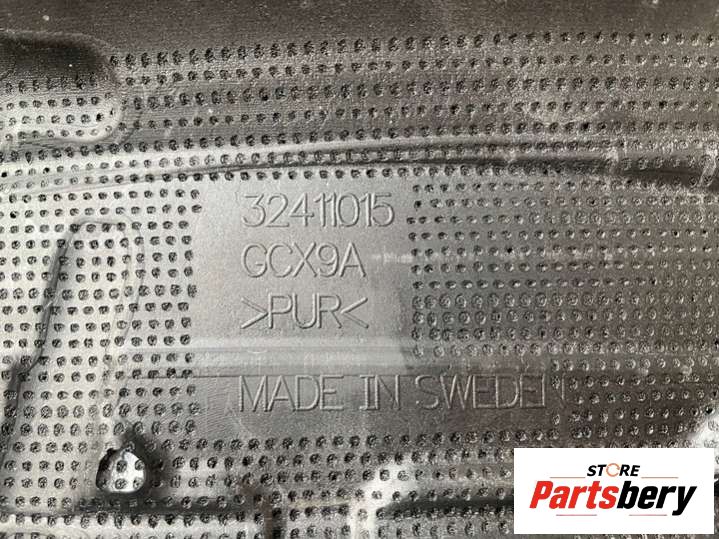 32411015
GCX9A
>PUR<
MADE IN SWEDEN
STORE
Partsbery